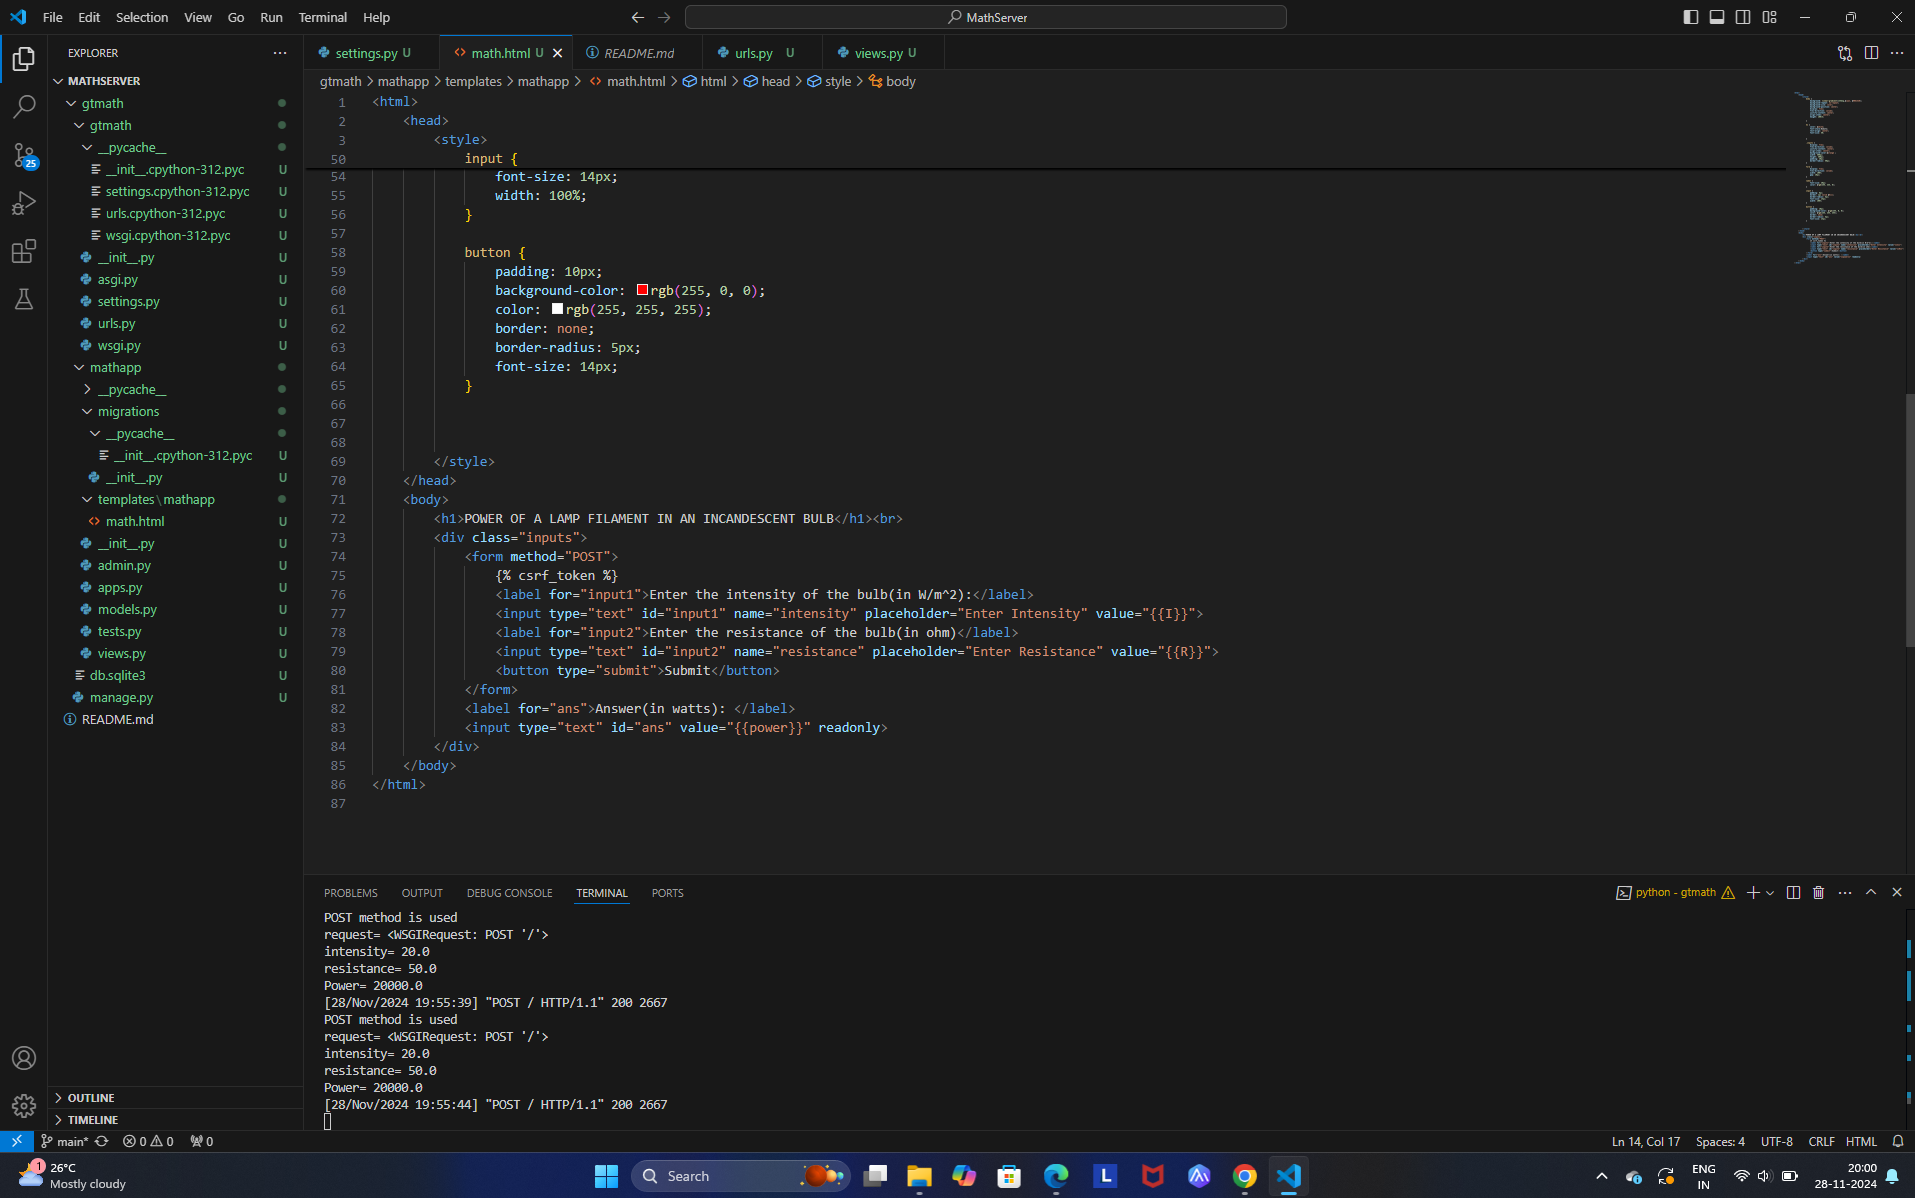 File Edit Selection View Go Run Terminal Help
MathServer
EXPLORER
MATHSERVER
gtmath
gtmath
__pycache__
__init__.cpython-312.pyc U
settings.cpython-312.pyc U
urls.cpython-312.pyc U
wsgi.cpython-312.pyc U
__init__.py U
asgi.py U
settings.py U
urls.py U
wsgi.py U
mathapp
__pycache__
migrations
__pycache__
__init__.cpython-312.pyc U
__init__.py U
templates\mathapp
math.html U
__init__.py U
admin.py U
apps.py U
models.py U
tests.py U
views.py U
db.sqlite3 U
manage.py U
README.md
OUTLINE
TIMELINE
25
settings.py U
math.html U
README.md
urls.py U
views.py U
gtmath > mathapp > templates > mathapp > math.html > html > head > style > body
1 <html>
2 <head>
3 <style>
50 input {
54 font-size: 14px;
55 width: 100%;
56 }
57
58 button {
59 padding: 10px;
60 background-color: rgb(255, 0, 0);
61 color: rgb(255, 255, 255);
62 border: none;
63 border-radius: 5px;
64 font-size: 14px;
65 }
66
67
68
69 </style>
70 </head>
71 <body>
72 <h1>POWER OF A LAMP FILAMENT IN AN INCANDESCENT BULB</h1><br>
73 <div class="inputs">
74 <form method="POST">
75 {% csrf_token %}
76 <label for="input1">Enter the intensity of the bulb(in W/m^2):</label>
77 <input type="text" id="input1" name="intensity" placeholder="Enter Intensity" value="{{I}}">
78 <label for="input2">Enter the resistance of the bulb(in ohm)</label>
79 <input type="text" id="input2" name="resistance" placeholder="Enter Resistance" value="{{R}}">
80 <button type="submit">Submit</button>
81 </form>
82 <label for="ans">Answer(in watts): </label>
83 <input type="text" id="ans" value="{{power}}" readonly>
84 </div>
85 </body>
86 </html>
87
PROBLEMS OUTPUT DEBUG CONSOLE TERMINAL PORTS
python - gtmath
POST method is used
request= <WSGIRequest: POST '/'>
intensity= 20.0
resistance= 50.0
Power= 20000.0
[28/Nov/2024 19:55:39] "POST / HTTP/1.1" 200 2667
POST method is used
request= <WSGIRequest: POST '/'>
intensity= 20.0
resistance= 50.0
Power= 20000.0
[28/Nov/2024 19:55:44] "POST / HTTP/1.1" 200 2667
main* 0 0 0
Ln 14, Col 17 Spaces: 4 UTF-8 CRLF HTML
1
26°C
Mostly cloudy
Search
L
ENG
IN
20:00
28-11-2024